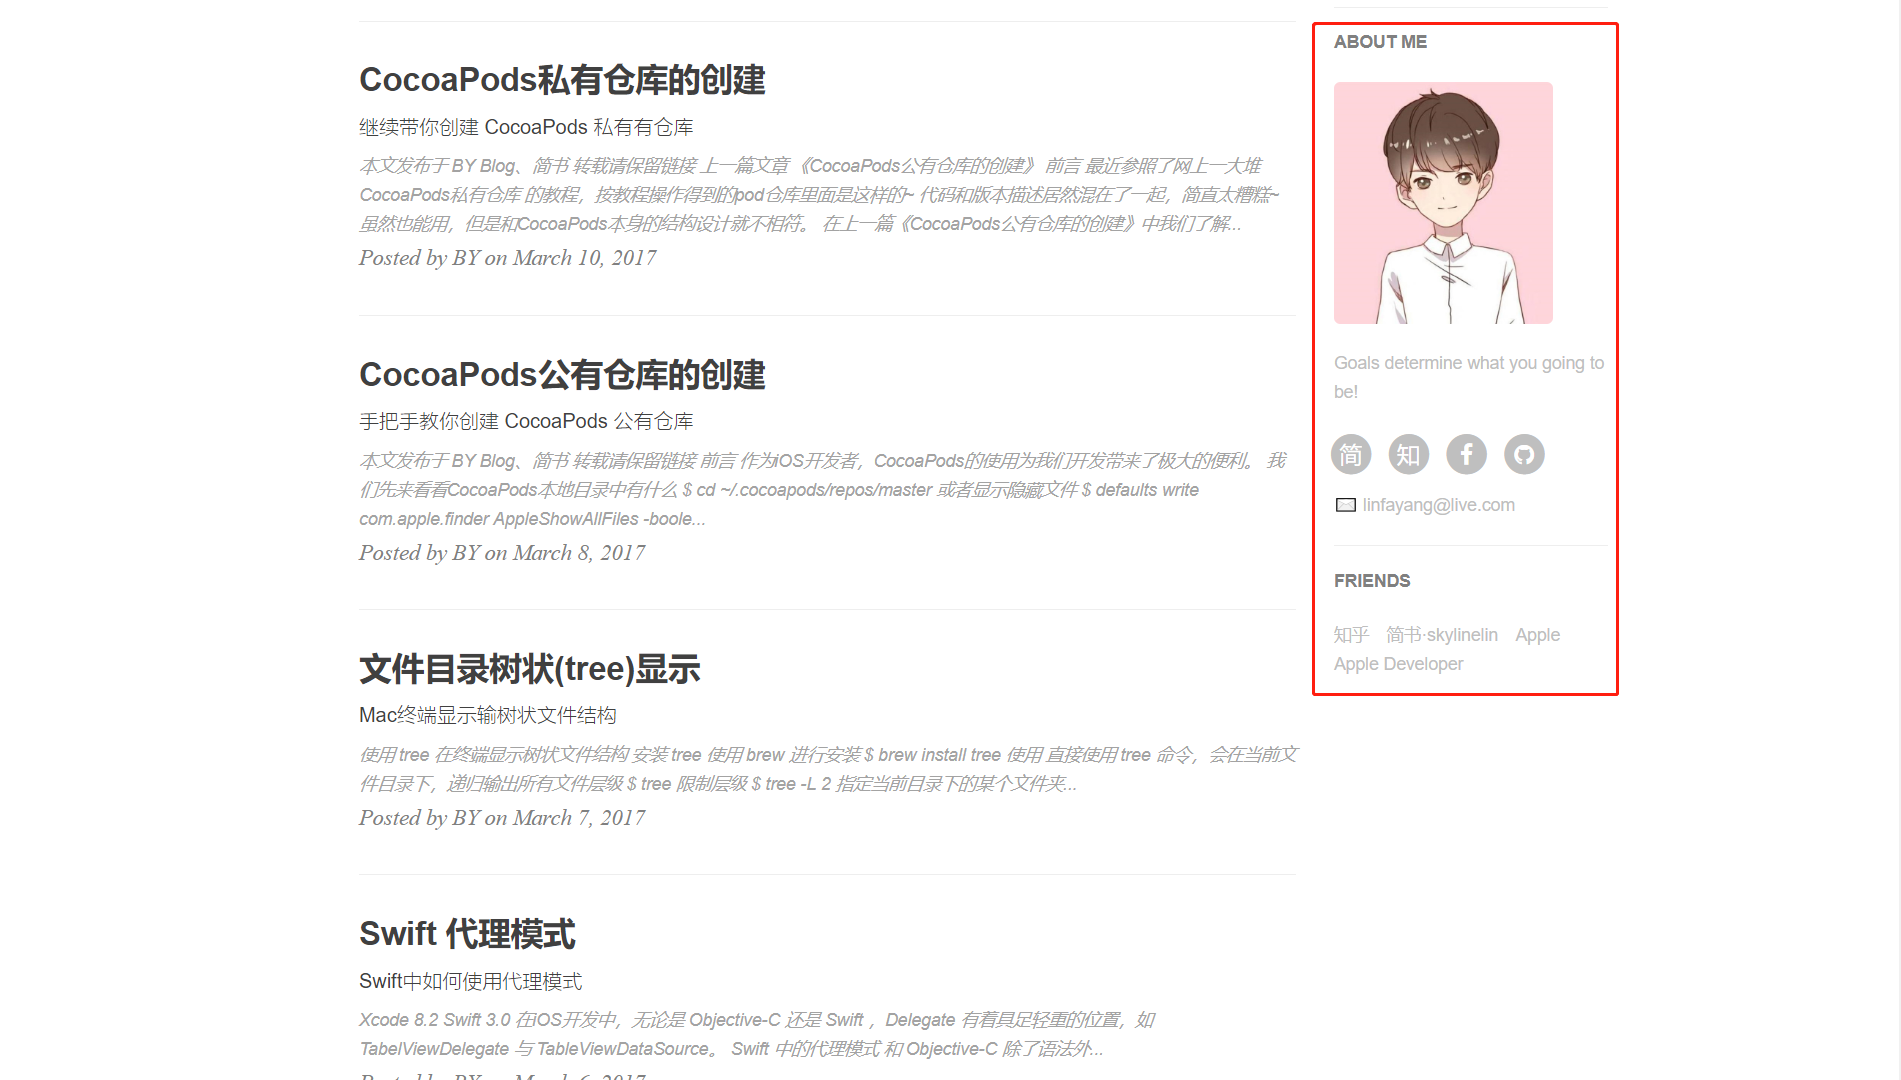 CocoaPods私有仓库的创建
继续带你创建 CocoaPods 私有有仓库
本文发布于 BY Blog、简书 转载请保留链接 上一篇文章 《CocoaPods公有仓库的创建》 前言 最近参照了网上一大堆
CocoaPods私有仓库 的教程，按教程操作得到的pod仓库里面是这样的~ 代码和版本描述居然混在了一起，简直太糟糕~
虽然也能用，但是和CocoaPods本身的结构设计就不相符。 在上一篇《CocoaPods公有仓库的创建》中我们了解...
Posted by BY on March 10, 2017
CocoaPods公有仓库的创建
手把手教你创建 CocoaPods 公有仓库
本文发布于 BY Blog、简书 转载请保留链接 前言 作为iOS开发者，CocoaPods的使用为我们开发带来了极大的便利。 我
们先来看看CocoaPods本地目录中有什么 $ cd ~/.cocoapods/repos/master 或者显示隐藏文件 $ defaults write
com.apple.finder AppleShowAllFiles -boole...
Posted by BY on March 8, 2017
文件目录树状(tree)显示
Mac终端显示输树状文件结构
使用 tree 在终端显示树状文件结构 安装 tree 使用 brew 进行安装 $ brew install tree 使用 直接使用 tree 命令，会在当前文
件目录下，递归输出所有文件层级 $ tree 限制层级 $ tree -L 2 指定当前目录下的某个文件夹...
Posted by BY on March 7, 2017
Swift 代理模式
Swift中如何使用代理模式
Xcode 8.2 Swift 3.0 在iOS开发中，无论是 Objective-C 还是 Swift ，Delegate 有着具足轻重的位置，如
TabelViewDelegate 与 TableViewDataSource。 Swift 中的代理模式 和 Objective-C 除了语法外...
Posted by BY on March 6, 2017
ABOUT ME
Goals determine what you going to
be!
简 知 f
linfayang@live.com
FRIENDS
知乎 简书·skylinelin Apple
Apple Developer